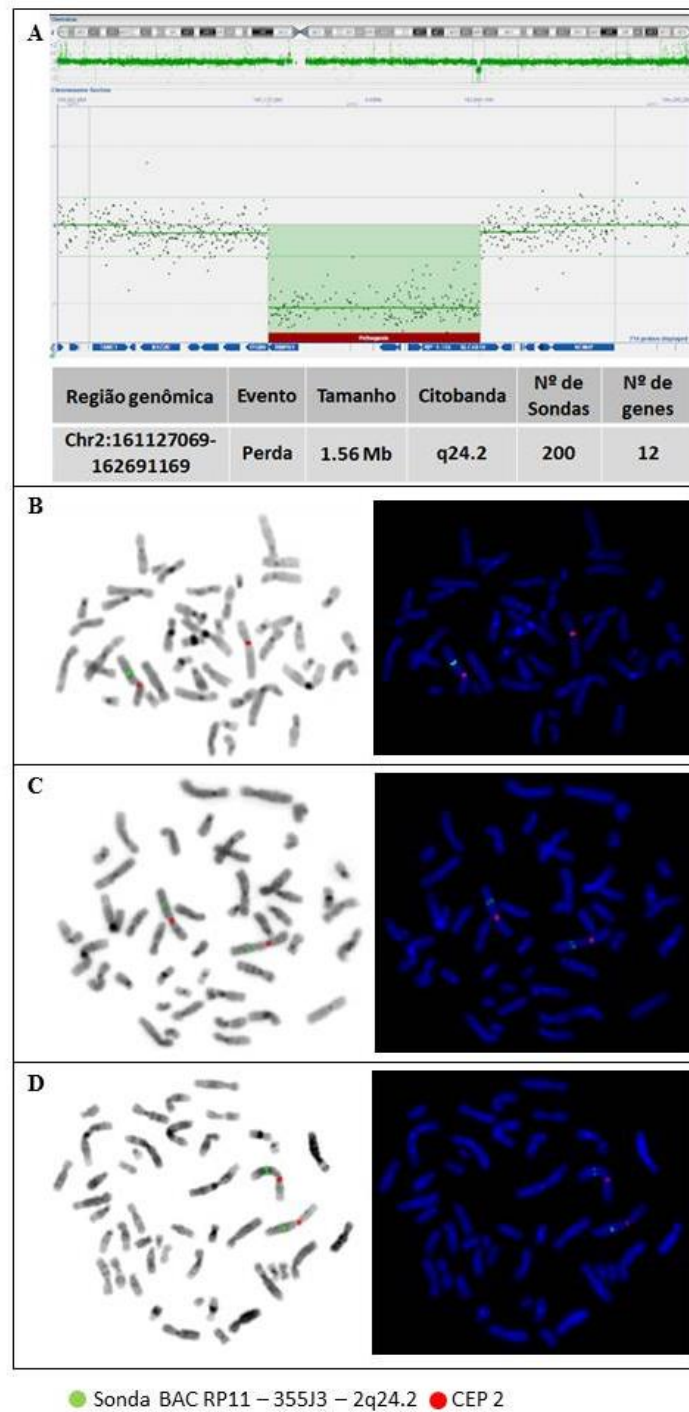 A
Pathogenic
Região genômica Evento Tamanho Citobanda Nº de Sondas Nº de genes
Chr2:161127069-162691169 Perda 1.56 Mb q24.2 200 12
B
C
D
Sonda BAC RP11 – 355J3 – 2q24.2 CEP 2